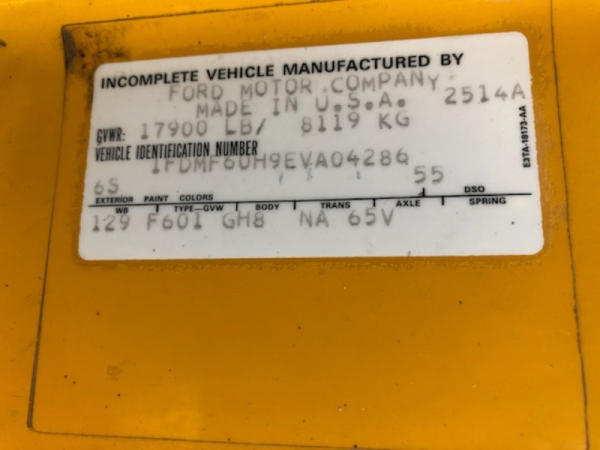 INCOMPLETE VEHICLE MANUFACTURED BY
FORD MOTOR COMPANY
MADE IN U.S.A. 2514A
GVWR: 17900 LB/ 8119 KG
VEHICLE IDENTIFICATION NUMBER
1FDMF60H9EVA04286
6S 55
EXTERIOR PAINT COLORS DSO
WB TYPE-GVW BODY TRANS AXLE SPRING
129 F601 GH8 NA 65V
E3TA-18173-AA